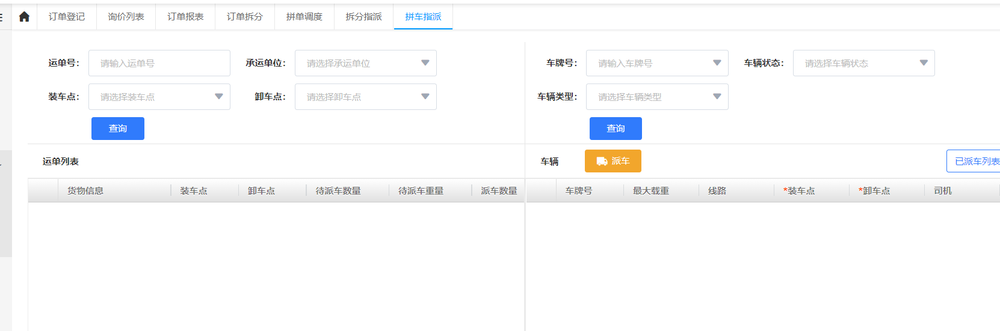 订单登记 询价列表 订单报表 订单拆分 拼单调度 拆分指派 拼车指派
运单号： 请输入运单号 承运单位： 请选择承运单位 车牌号： 请输入车牌号 车辆状态： 请选择车辆状态
装车点： 请选择装车点 卸车点： 请选择卸车点 车辆类型： 请选择车辆类型
查询 查询
运单列表 车辆 派车 已派车列表
货物信息 装车点 卸车点 待派车数量 待派车重量 派车数量 车牌号 最大载重 线路 *装车点 *卸车点 司机